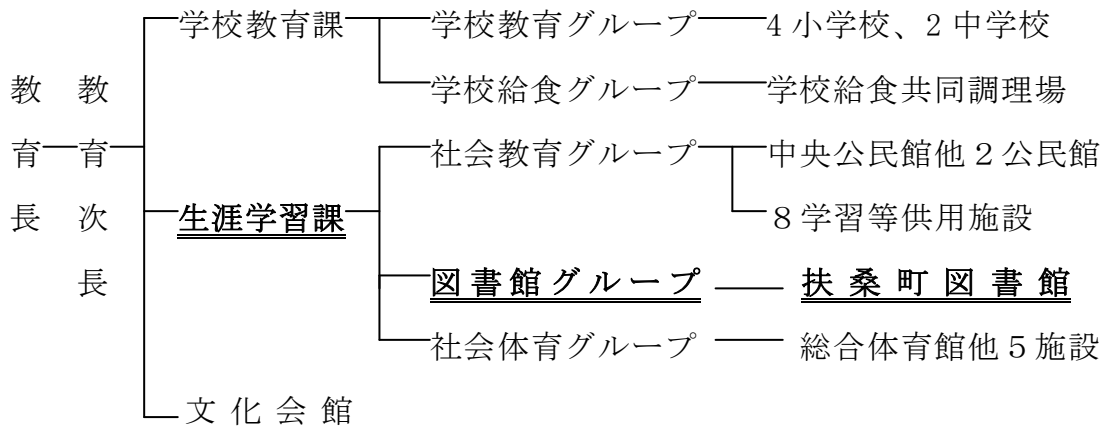 教育長
教育次長
学校教育課
学校教育グループ
4小学校、2中学校
学校給食グループ
学校給食共同調理場
生涯学習課
社会教育グループ
中央公民館他2公民館
8学習等供用施設
図書館グループ
扶桑町図書館
社会体育グループ
総合体育館他5施設
文化会館